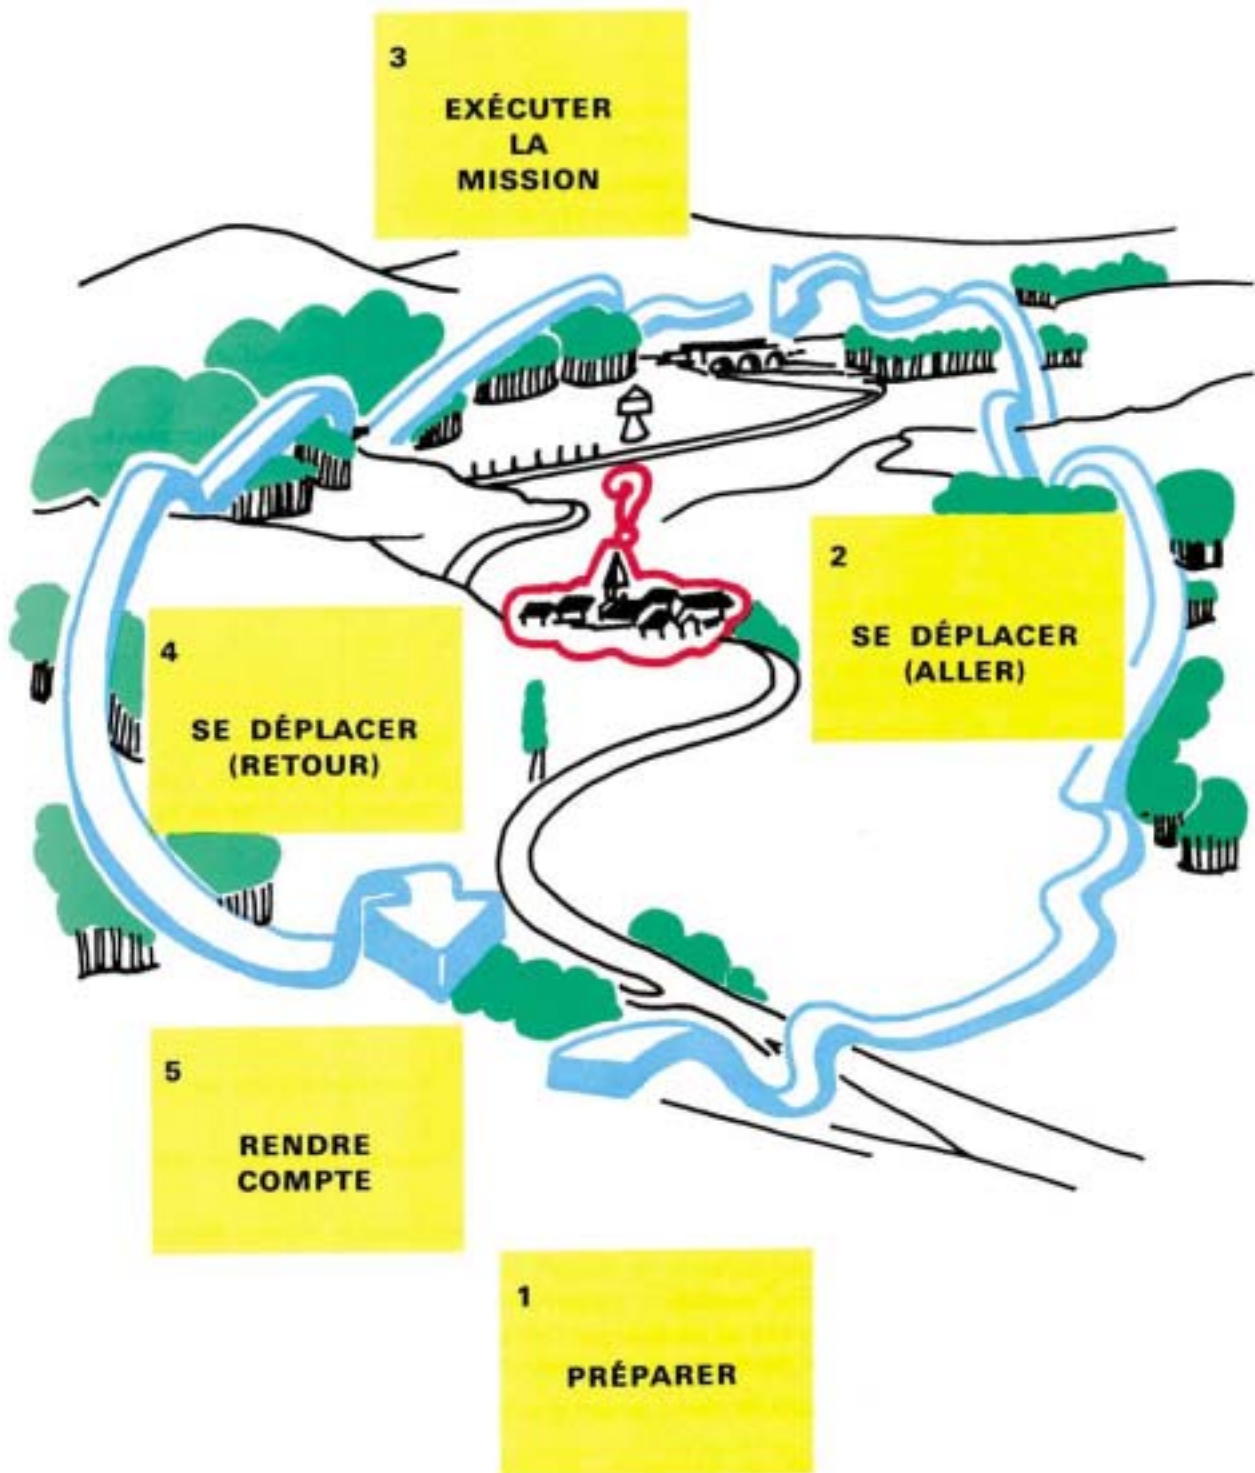 3
EXÉCUTER
LA
MISSION
2
SE DÉPLACER
(ALLER)
4
SE DÉPLACER
(RETOUR)
5
RENDRE
COMPTE
1
PRÉPARER
?